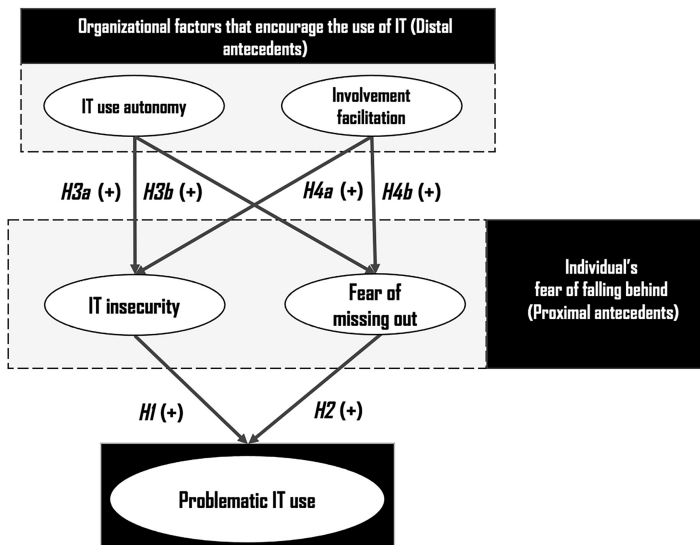 Organizational factors that encourage the use of IT (Distal
antecedents)
IT use autonomy
Involvement
facilitation
H3a (+)
H3b (+)
H4a (+)
H4b (+)
IT insecurity
Fear of
missing out
Individual's
fear of falling behind
(Proximal antecedents)
H1 (+)
H2 (+)
Problematic IT use